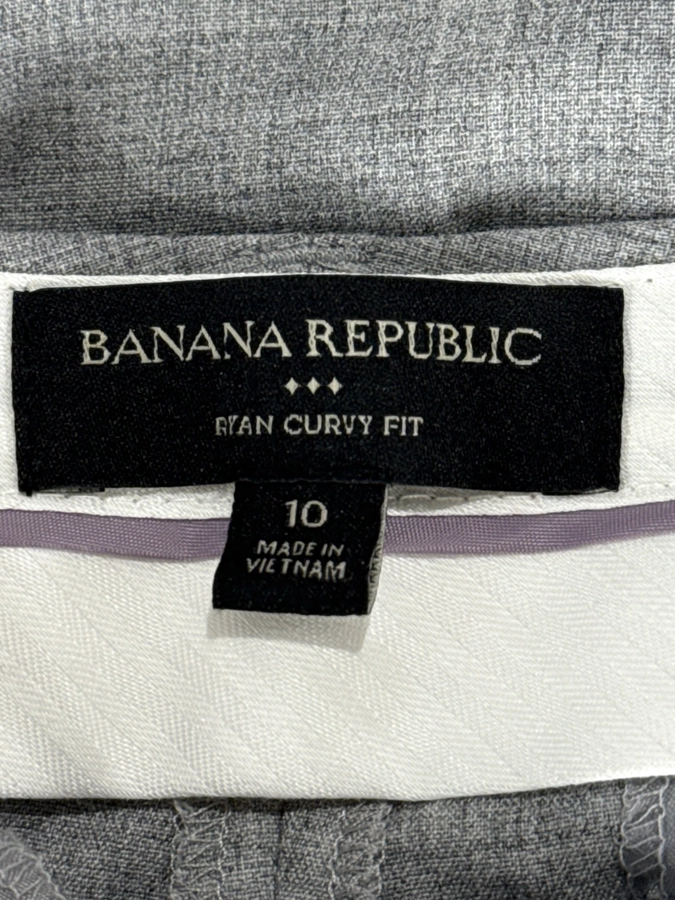 BANANA REPUBLIC
RYAN CURVY FIT
10
MADE IN
VIETNAM